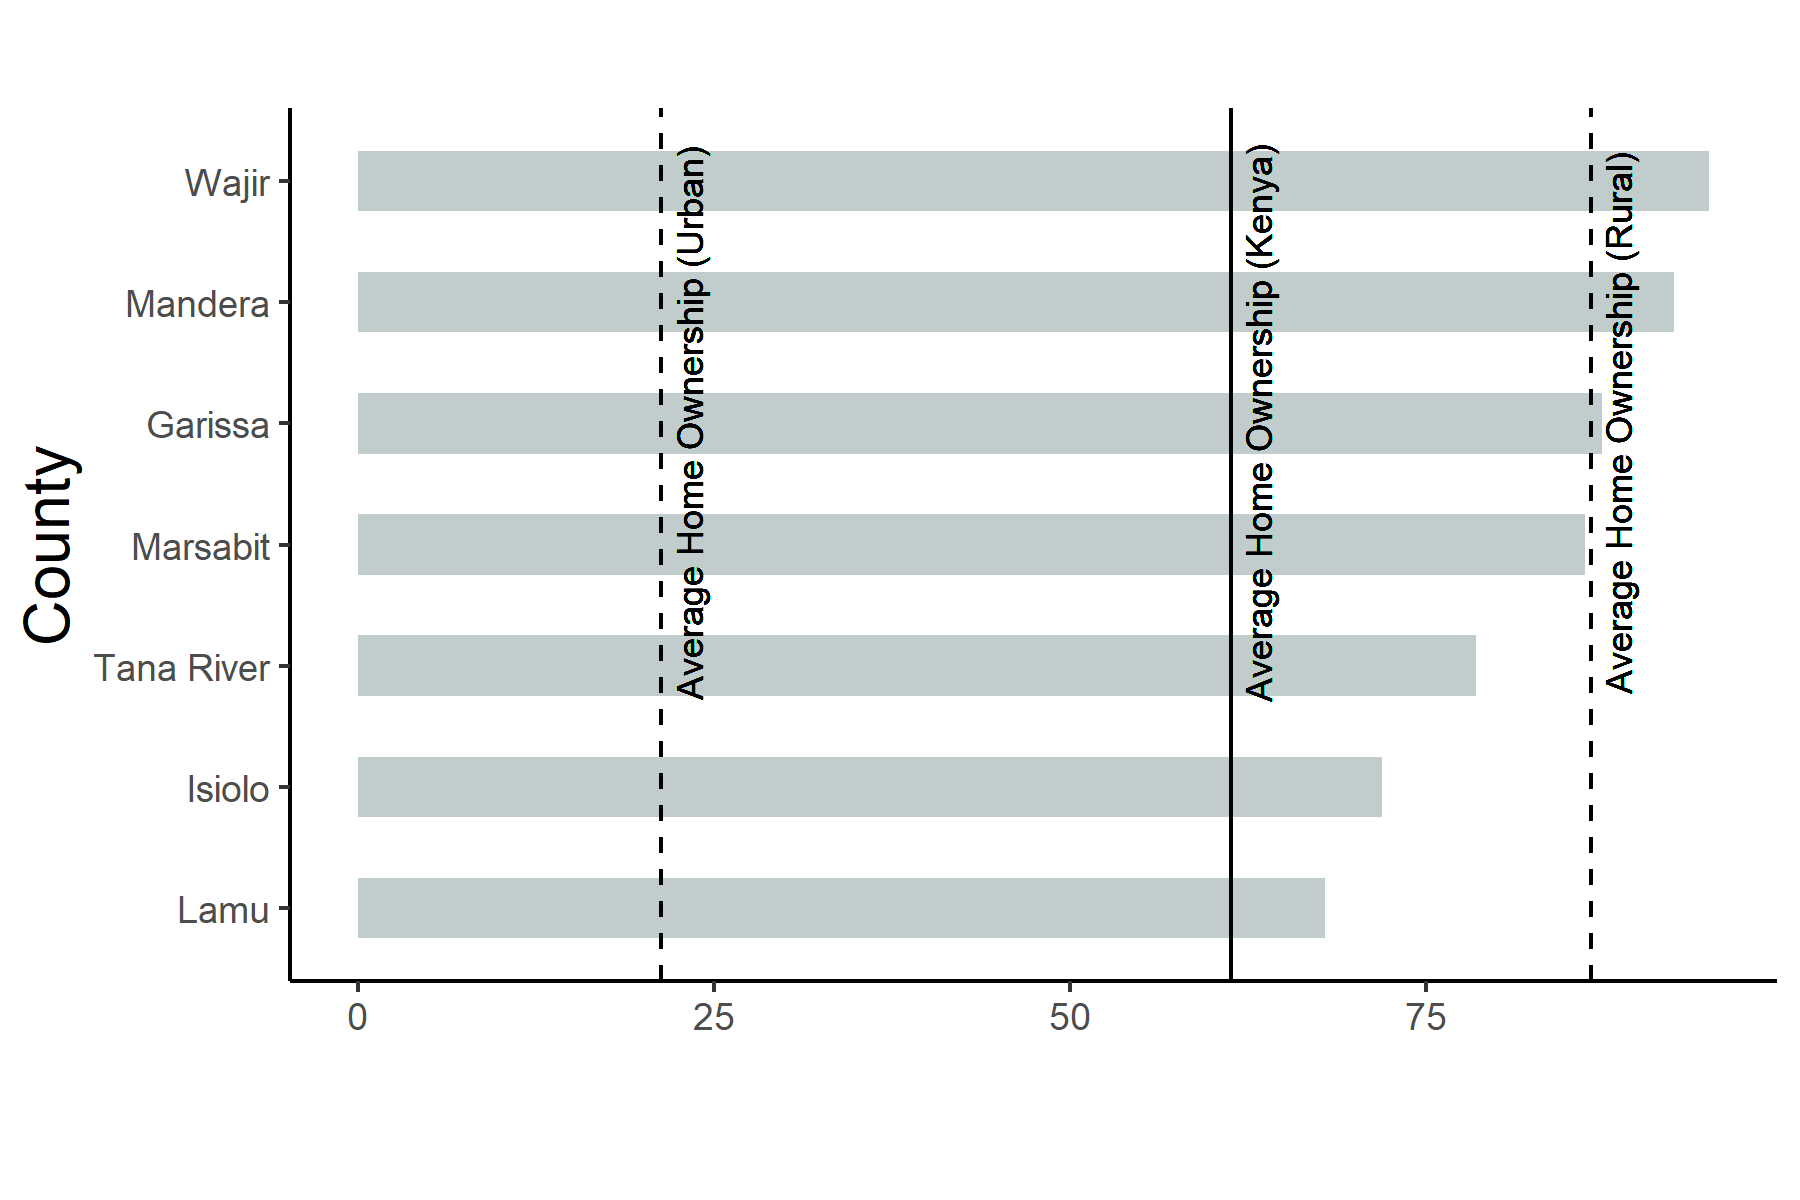 County
Wajir
Mandera
Garissa
Marsabit
Tana River
Isiolo
Lamu
Average Home Ownership (Urban)
Average Home Ownership (Kenya)
Average Home Ownership (Rural)
0 25 50 75